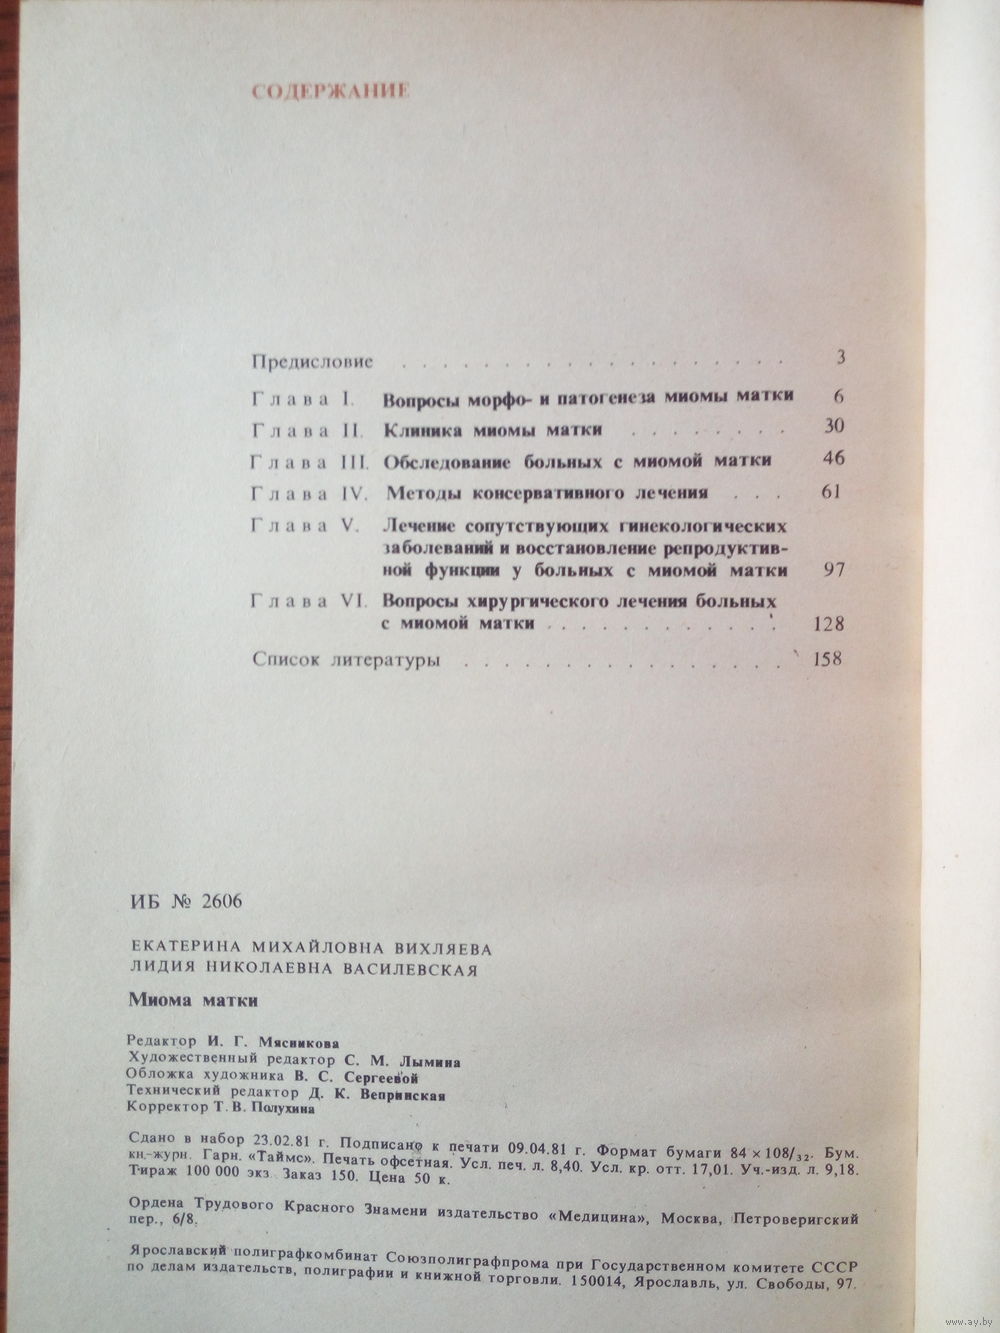 СОДЕРЖАНИЕ
Предисловие . . . . . . . . . . . . . . . . . . . 3
Глава I. Вопросы морфо- и патогенеза миомы матки 6
Глава II. Клиника миомы матки . . . . . . . . 30
Глава III. Обследование больных с миомой матки 46
Глава IV. Методы консервативного лечения . . . 61
Глава V. Лечение сопутствующих гинекологических
заболеваний и восстановление репродуктив-
ной функции у больных с миомой матки 97
Глава VI. Вопросы хирургического лечения больных
с миомой матки . . . . . . . . . . . . 128
Список литературы . . . . . . . . . . . . . . . . . 158
ИБ № 2606
ЕКАТЕРИНА МИХАЙЛОВНА ВИХЛЯЕВА
ЛИДИЯ НИКОЛАЕВНА ВАСИЛЕВСКАЯ
Миома матки
Редактор И. Г. Мясникова
Художественный редактор С. М. Лымина
Обложка художника В. С. Сергеевой
Технический редактор Д. К. Вепринская
Корректор Т. В. Полухина
Сдано в набор 23.02.81 г. Подписано к печати 09.04.81 г. Формат бумаги 84 × 108/32. Бум.
кн.-журн. Гарн. «Таймс». Печать офсетная. Усл. печ. л. 8,40. Усл. кр. отт. 17,01. Уч.-изд. л. 9,18.
Тираж 100 000 экз. Заказ 150. Цена 50 к.
Ордена Трудового Красного Знамени издательство «Медицина», Москва, Петроверигский
пер., 6/8.
Ярославский полиграфкомбинат Союзполиграфпрома при Государственном комитете СССР
по делам издательств, полиграфии и книжной торговли. 150014, Ярославль, ул. Свободы, 97.
www.ay.by